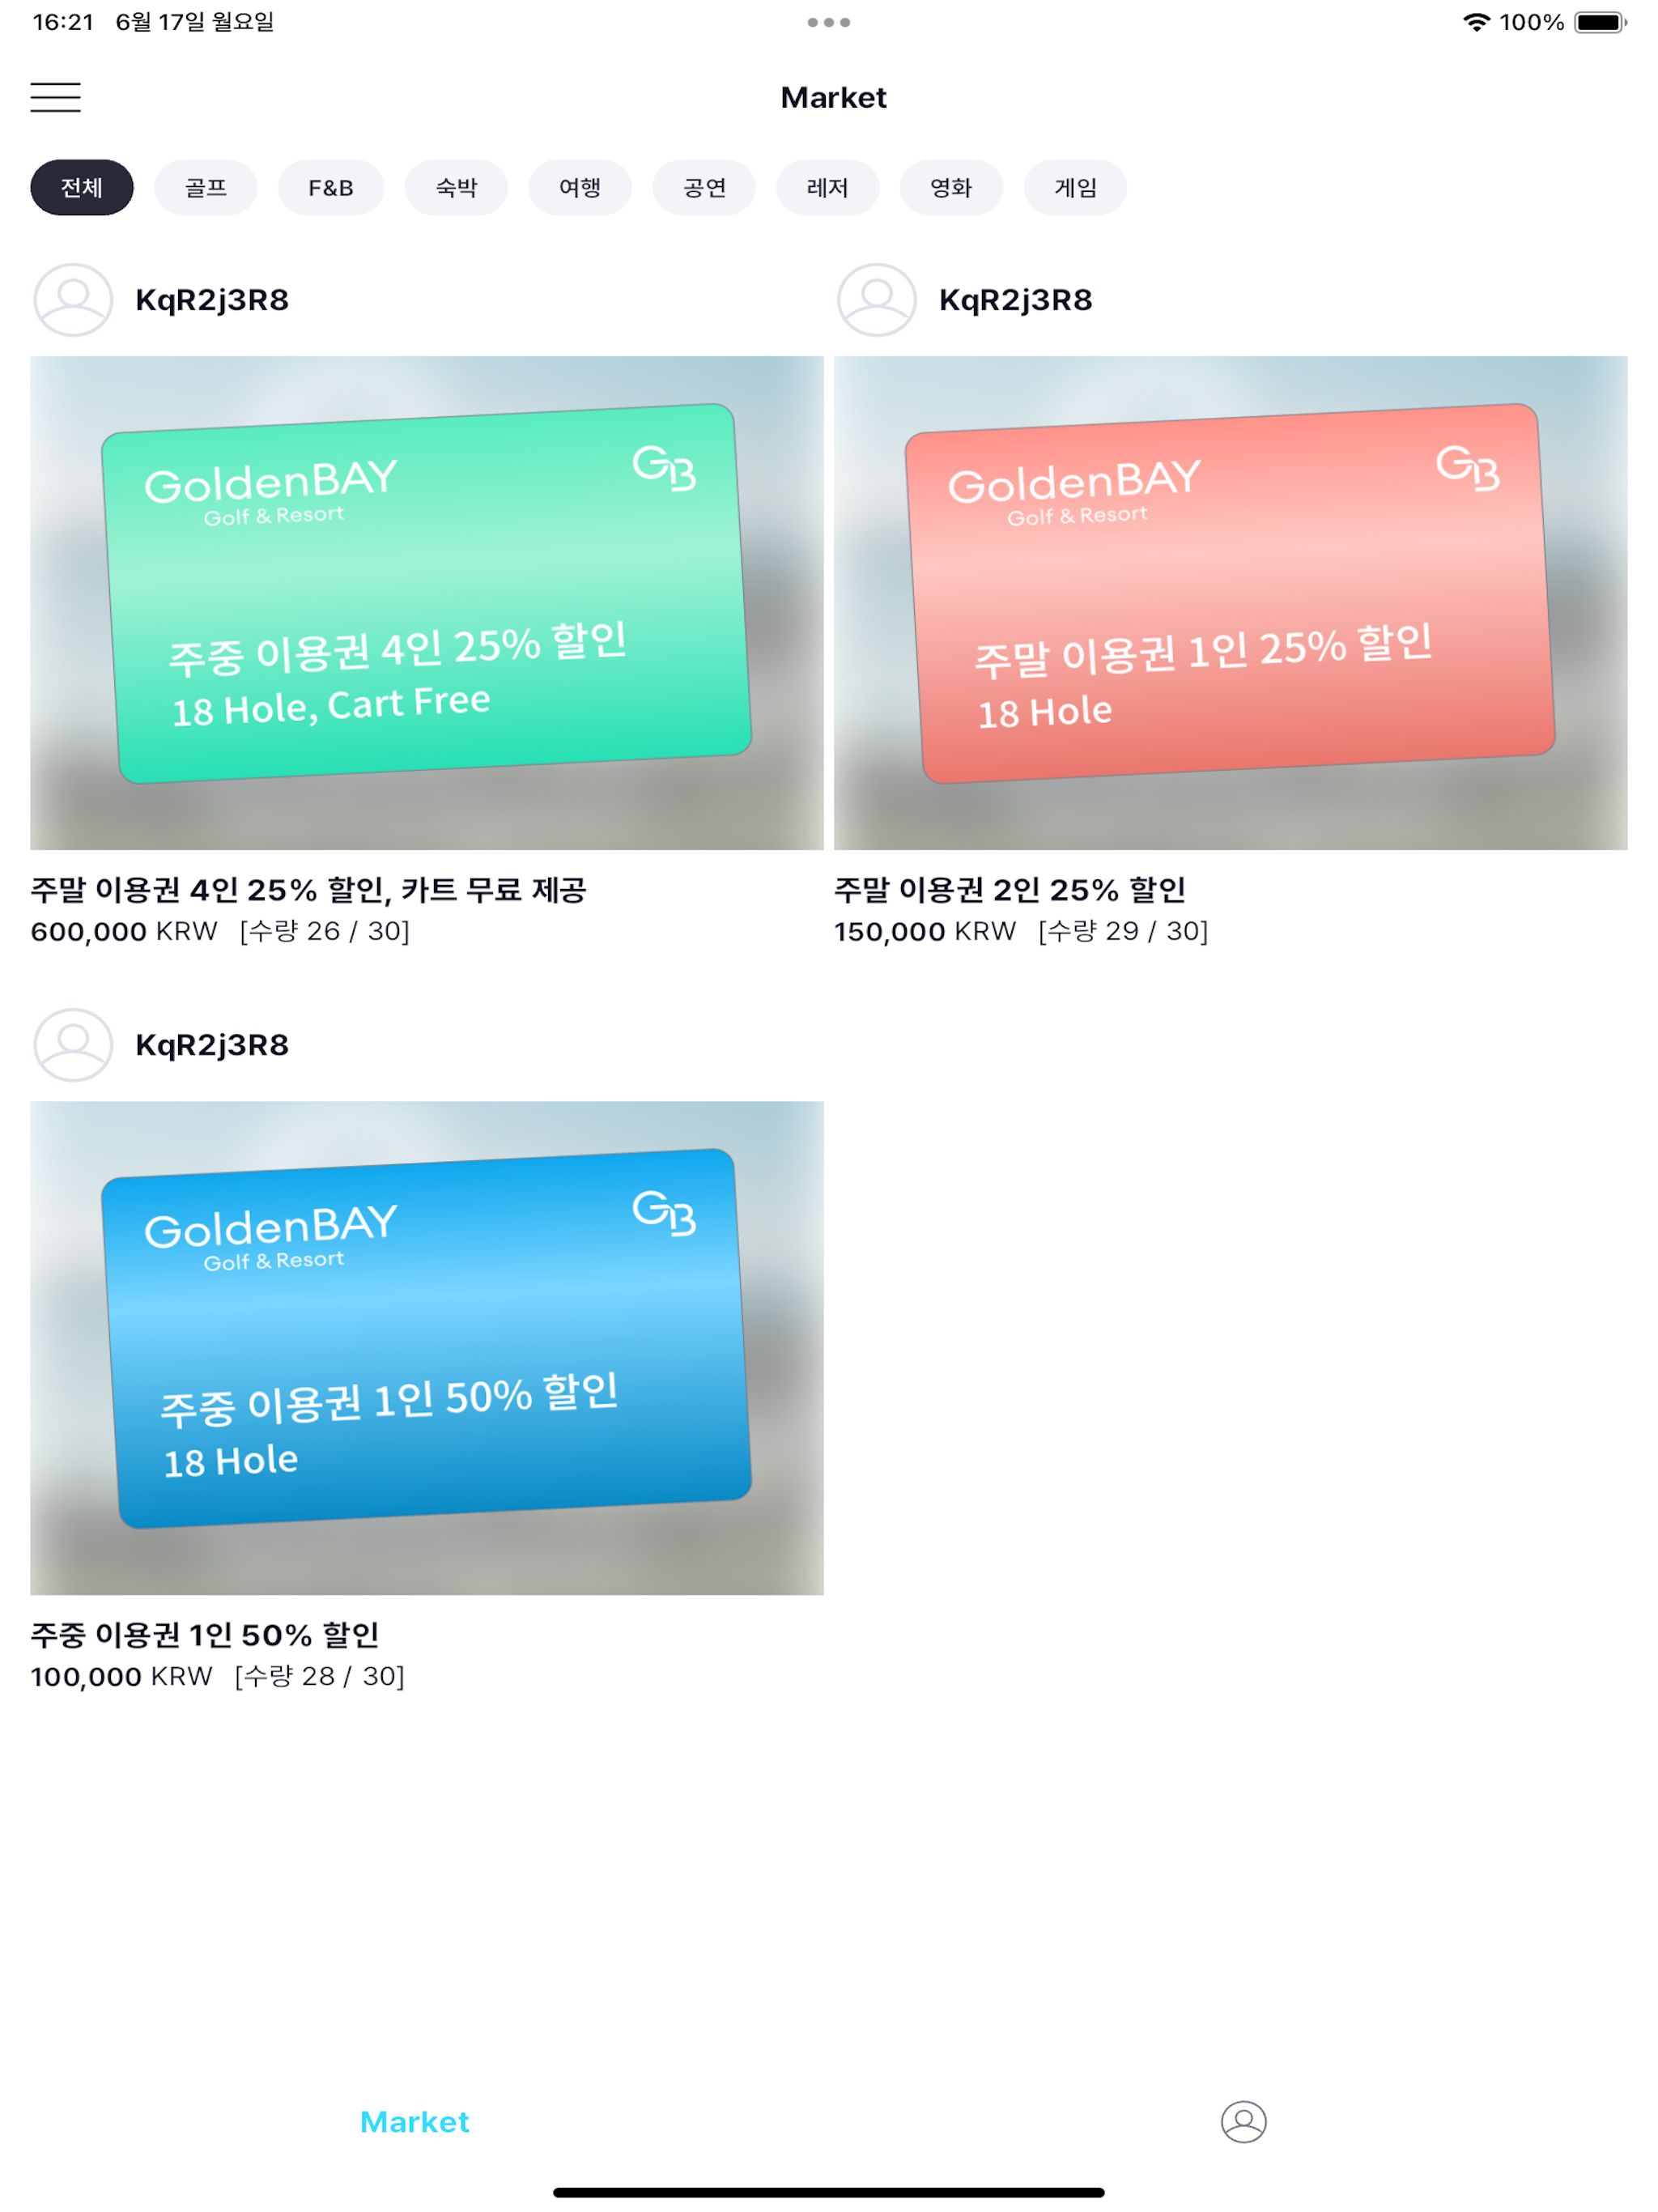 16:21 6월 17일 월요일
100%
Market
전체 골프 F&B 숙박 여행 공연 레저 영화 게임
KqR2j3R8
GoldenBAY
GB
Golf & Resort
주중 이용권 4인 25% 할인
18 Hole, Cart Free
주말 이용권 4인 25% 할인, 카트 무료 제공
600,000 KRW [수량 26 / 30]
KqR2j3R8
GoldenBAY
GB
Golf & Resort
주말 이용권 1인 25% 할인
18 Hole
주말 이용권 2인 25% 할인
150,000 KRW [수량 29 / 30]
KqR2j3R8
GoldenBAY
GB
Golf & Resort
주중 이용권 1인 50% 할인
18 Hole
주중 이용권 1인 50% 할인
100,000 KRW [수량 28 / 30]
Market